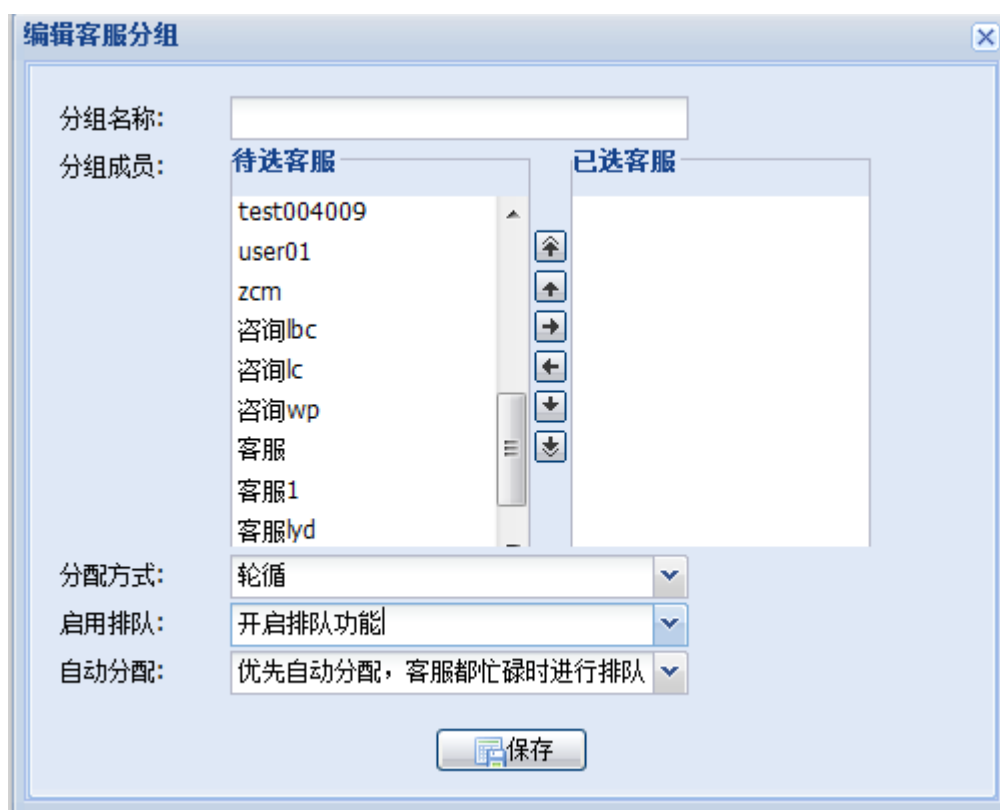 编辑客服分组
分组名称:
分组成员:
待选客服
已选客服
test004009
user01
zcm
咨询lbc
咨询lc
咨询wp
客服
客服1
客服lyd
分配方式:
轮循
启用排队:
开启排队功能
自动分配:
优先自动分配，客服都忙碌时进行排队
保存